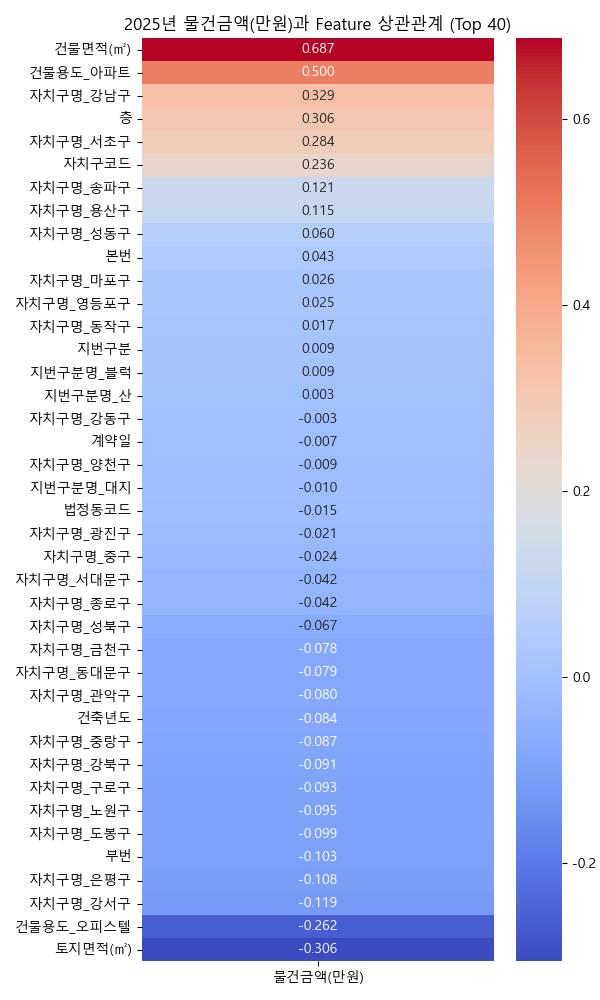 2025년 물건금액(만원)과 Feature 상관관계 (Top 40)
건물면적(㎡) 0.687
건물용도_아파트 0.500
자치구명_강남구 0.329
층 0.306
자치구명_서초구 0.284
자치구코드 0.236
자치구명_송파구 0.121
자치구명_용산구 0.115
자치구명_성동구 0.060
본번 0.043
자치구명_마포구 0.026
자치구명_영등포구 0.025
자치구명_동작구 0.017
지번구분 0.009
지번구분명_블럭 0.009
지번구분명_산 0.003
자치구명_강동구 -0.003
계약일 -0.007
자치구명_양천구 -0.009
지번구분명_대지 -0.010
법정동코드 -0.015
자치구명_광진구 -0.021
자치구명_중구 -0.024
자치구명_서대문구 -0.042
자치구명_종로구 -0.042
자치구명_성북구 -0.067
자치구명_금천구 -0.078
자치구명_동대문구 -0.079
자치구명_관악구 -0.080
건축년도 -0.084
자치구명_중랑구 -0.087
자치구명_강북구 -0.091
자치구명_구로구 -0.093
자치구명_노원구 -0.095
자치구명_도봉구 -0.099
부번 -0.103
자치구명_은평구 -0.108
자치구명_강서구 -0.119
건물용도_오피스텔 -0.262
토지면적(㎡) -0.306
물건금액(만원)
0.6
0.4
0.2
0.0
-0.2